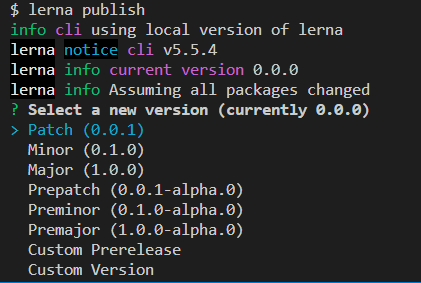 $ lerna publish
info cli using local version of lerna
lerna notice cli v5.5.4
lerna info current version 0.0.0
lerna info Assuming all packages changed
? Select a new version (currently 0.0.0)
> Patch (0.0.1)
Minor (0.1.0)
Major (1.0.0)
Prepatch (0.0.1-alpha.0)
Preminor (0.1.0-alpha.0)
Premajor (1.0.0-alpha.0)
Custom Prerelease
Custom Version